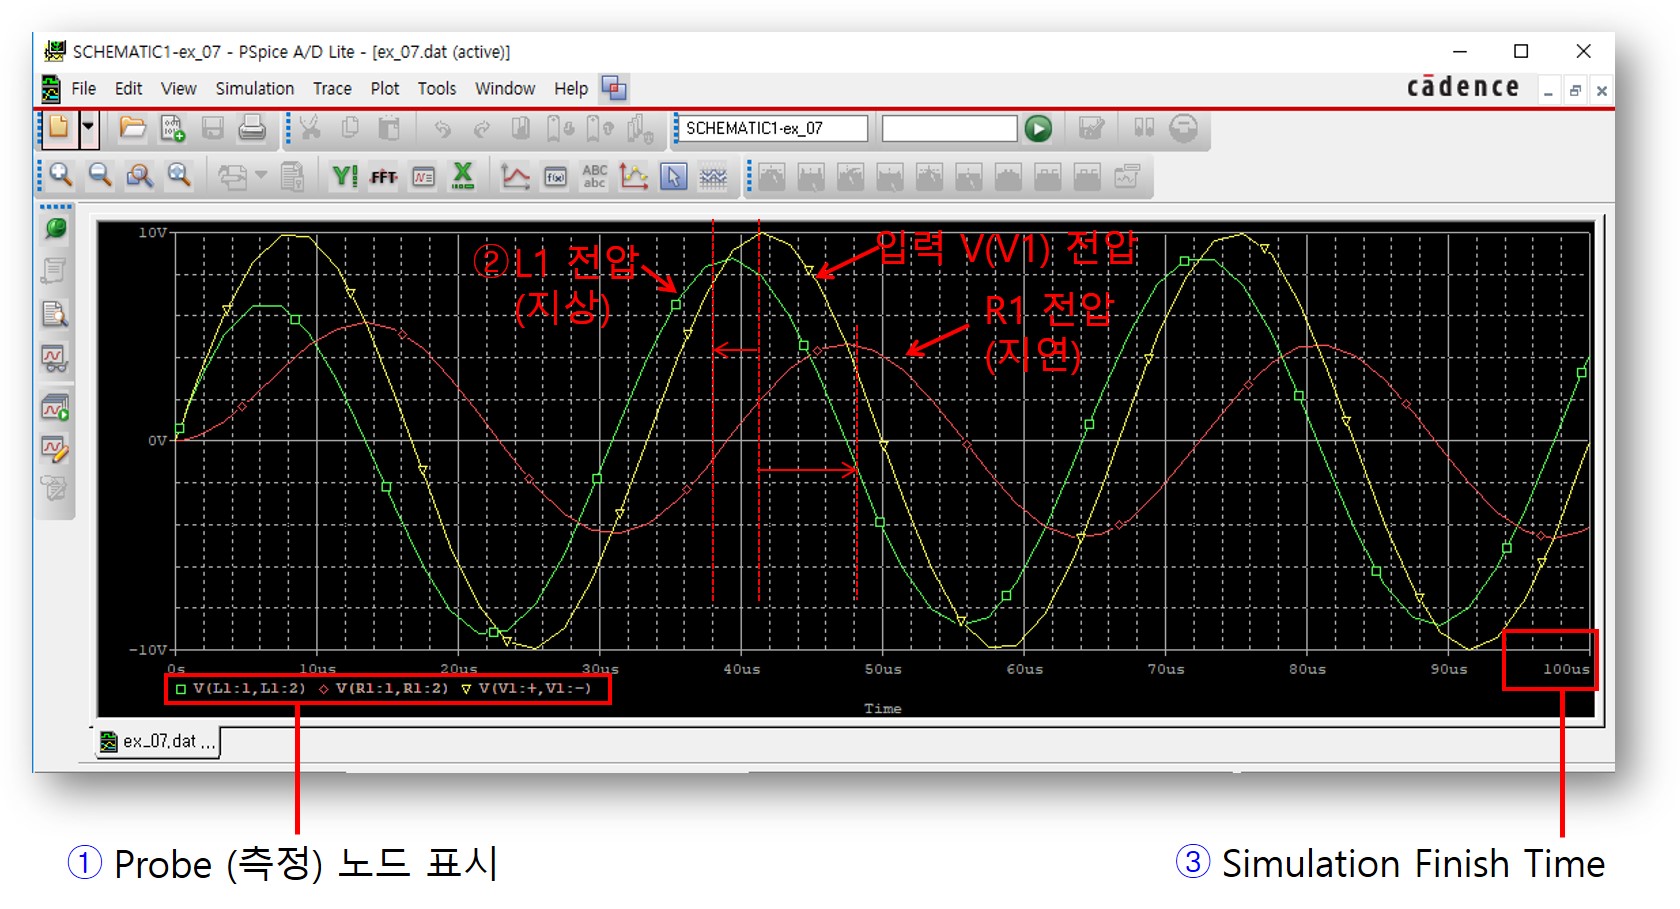 SCHEMATIC1-ex_07 - PSpice A/D Lite - [ex_07.dat (active)]
File Edit View Simulation Trace Plot Tools Window Help
cādence
SCHEMATIC1-ex_07
FFT
f(x)
ABC
abc
10V
0V
-10V
② L1 전압
(지상)
입력 V(V1) 전압
R1 전압
(지연)
0s 10us 20us 30us 40us 50us 60us 70us 80us 90us 100us
V(L1:1,L1:2) V(R1:1,R1:2) V(V1:+,V1:-)
Time
ex_07.dat ...
① Probe (측정) 노드 표시
③ Simulation Finish Time